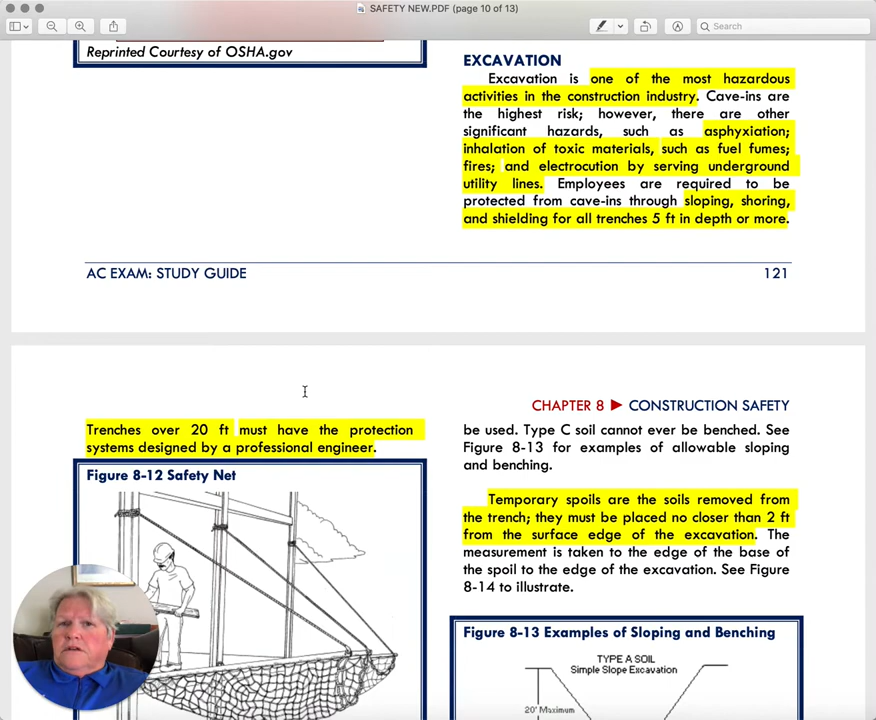 SAFETY NEW.PDF (page 10 of 13)
Search
Reprinted Courtesy of OSHA.gov
EXCAVATION
Excavation is one of the most hazardous
activities in the construction industry. Cave-ins are
the highest risk; however, there are other
significant hazards, such as asphyxiation;
inhalation of toxic materials, such as fuel fumes;
fires; and electrocution by serving underground
utility lines. Employees are required to be
protected from cave-ins through sloping, shoring,
and shielding for all trenches 5 ft in depth or more.
AC EXAM: STUDY GUIDE
121
CHAPTER 8 ► CONSTRUCTION SAFETY
Trenches over 20 ft must have the protection
systems designed by a professional engineer.
Figure 8-12 Safety Net
be used. Type C soil cannot ever be benched. See
Figure 8-13 for examples of allowable sloping
and benching.
Temporary spoils are the soils removed from
the trench; they must be placed no closer than 2 ft
from the surface edge of the excavation. The
measurement is taken to the edge of the base of
the spoil to the edge of the excavation. See Figure
8-14 to illustrate.
Figure 8-13 Examples of Sloping and Benching
TYPE A SOIL
Simple Slope Excavation
20' Maximum